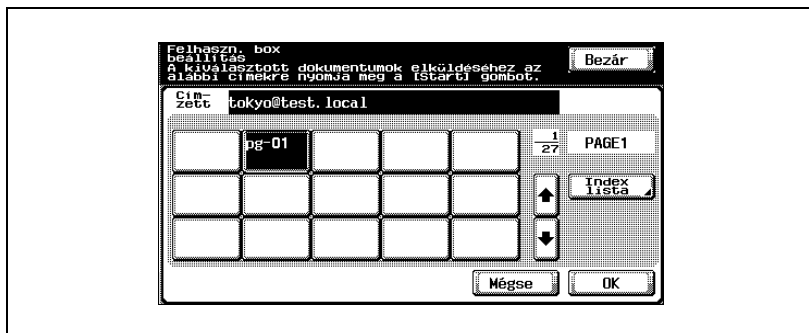 Felhaszn. box
beállítás
A kiválasztott dokumentumok elküldéséhez az
alábbi címekre nyomja meg a [Start] gombot.
Bezár
Cím-
zett
tokyo@test.local
pg-01
1
27
PAGE1
Index
lista
Mégse
OK